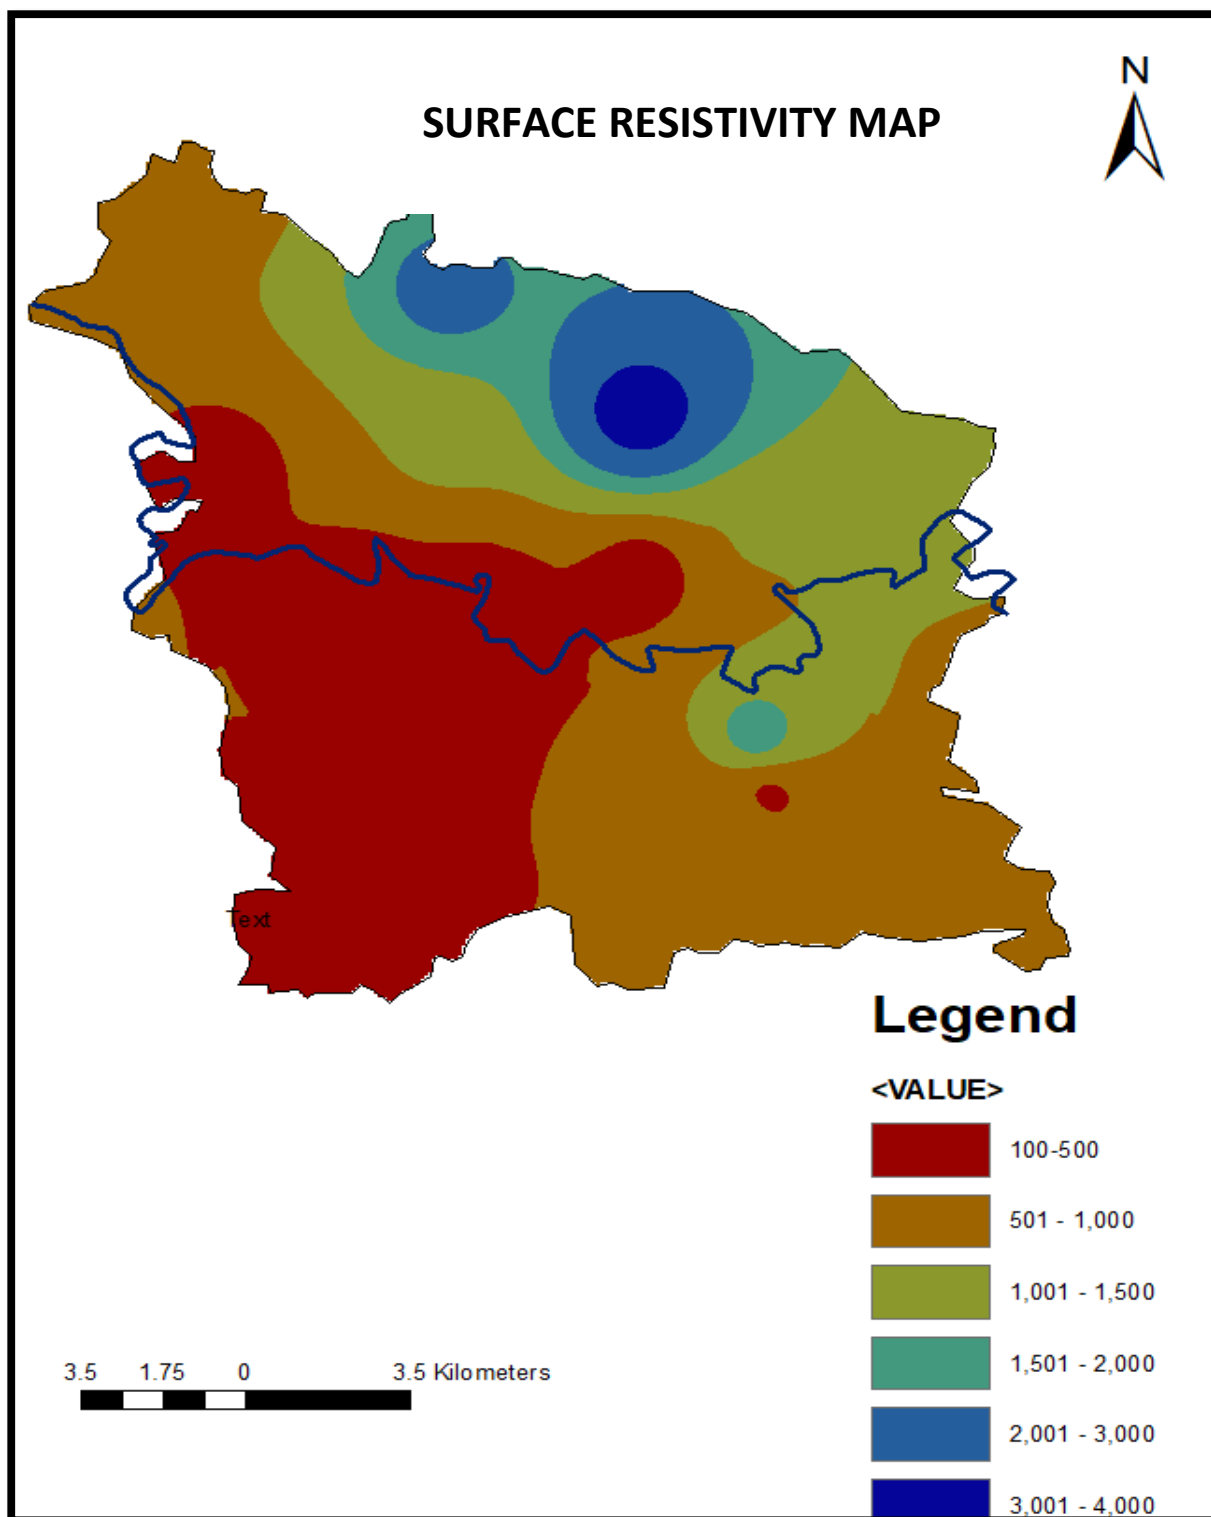 N
SURFACE RESISTIVITY MAP
Text
Legend
<VALUE>
100-500
501 - 1,000
1,001 - 1,500
1,501 - 2,000
2,001 - 3,000
3,001 - 4,000
3.5 1.75 0 3.5 Kilometers